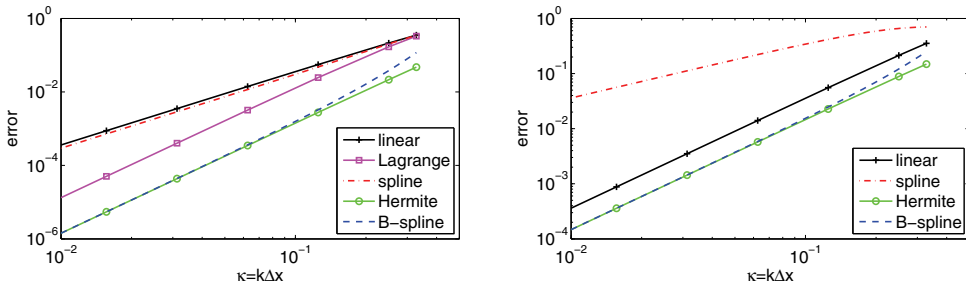 10^0
10^-2
10^-4
10^-6
error
10^-2
10^-1
κ=kΔx
linear
Lagrange
spline
Hermite
B-spline
10^0
10^-1
10^-2
10^-3
10^-4
error
10^-2
10^-1
κ=kΔx
linear
spline
Hermite
B-spline